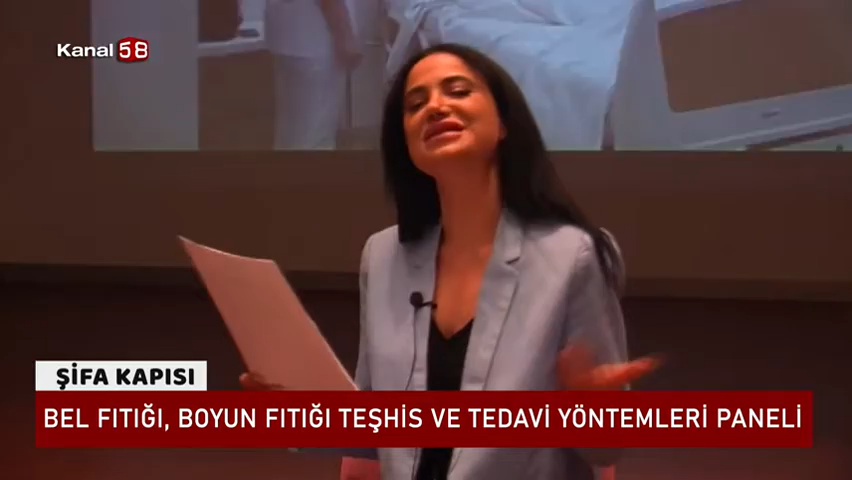 Kanal 58
ŞİFA KAPISI
BEL FITIĞI, BOYUN FITIĞI TEŞHİS VE TEDAVİ YÖNTEMLERİ PANELİ